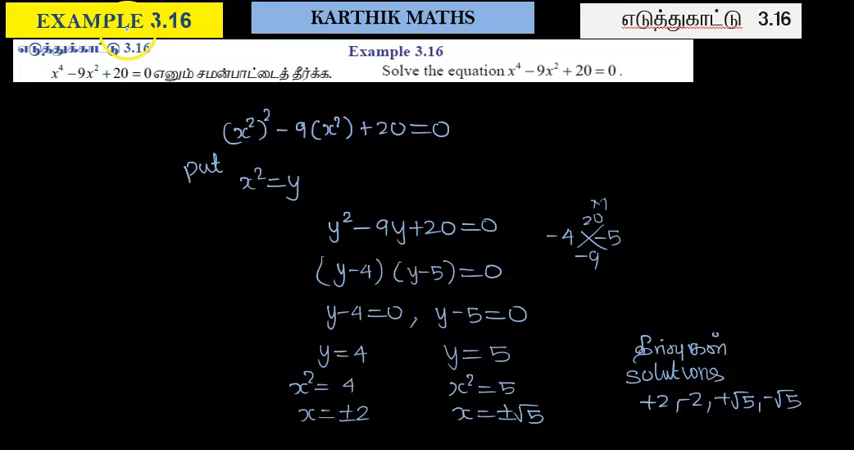 EXAMPLE 3.16
KARTHIK MATHS
எடுத்துகாட்டு 3.16
எடுத்துக்காட்டு 3.16
Example 3.16
x⁴ − 9x² + 20 = 0 எனும் சமன்பாட்டைத் தீர்க்க.
Solve the equation x⁴ − 9x² + 20 = 0 .
(x²)² − 9(x²) + 20 = 0
put x² = y
y² − 9y + 20 = 0
M
20
−4 −5
−9
(y−4) (y−5) = 0
y−4=0, y−5=0
y=4 y=5
x²=4 x²=5
x=±2 x=±√5
தீர்வுகள்
solutions
+2, −2, +√5, −√5